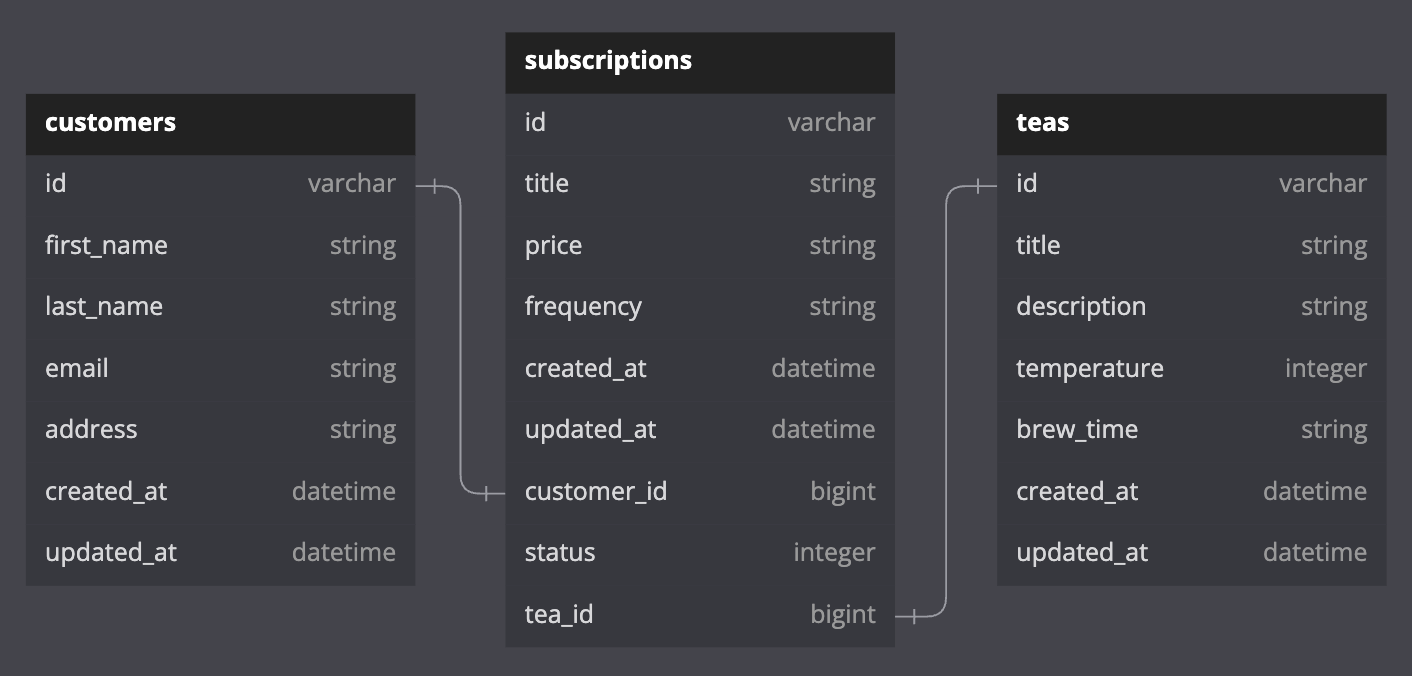 customers
id varchar
first_name string
last_name string
email string
address string
created_at datetime
updated_at datetime
subscriptions
id varchar
title string
price string
frequency string
created_at datetime
updated_at datetime
customer_id bigint
status integer
tea_id bigint
teas
id varchar
title string
description string
temperature integer
brew_time string
created_at datetime
updated_at datetime